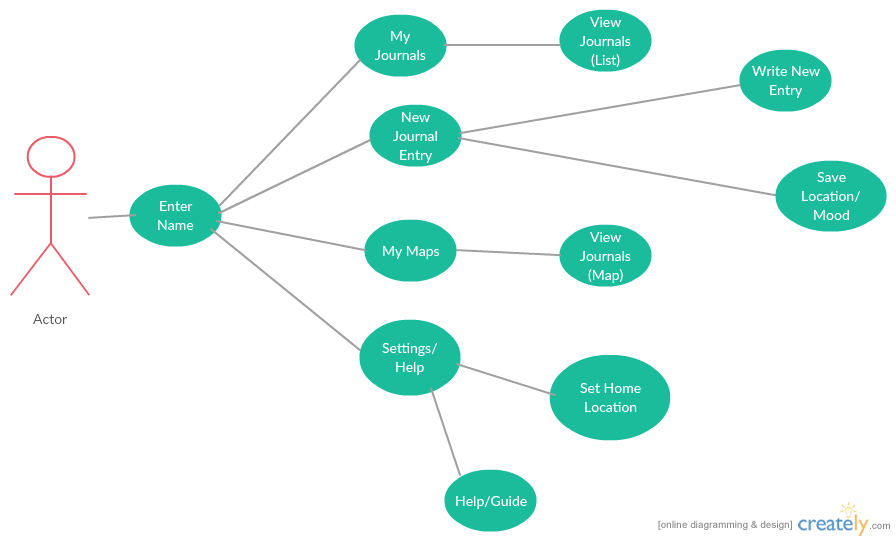 My
Journals
View
Journals
(List)
Write New
Entry
New
Journal
Entry
Save
Location/
Mood
Enter
Name
My Maps
View
Journals
(Map)
Actor
Settings/
Help
Set Home
Location
Help/Guide
[online diagramming & design] creately.com